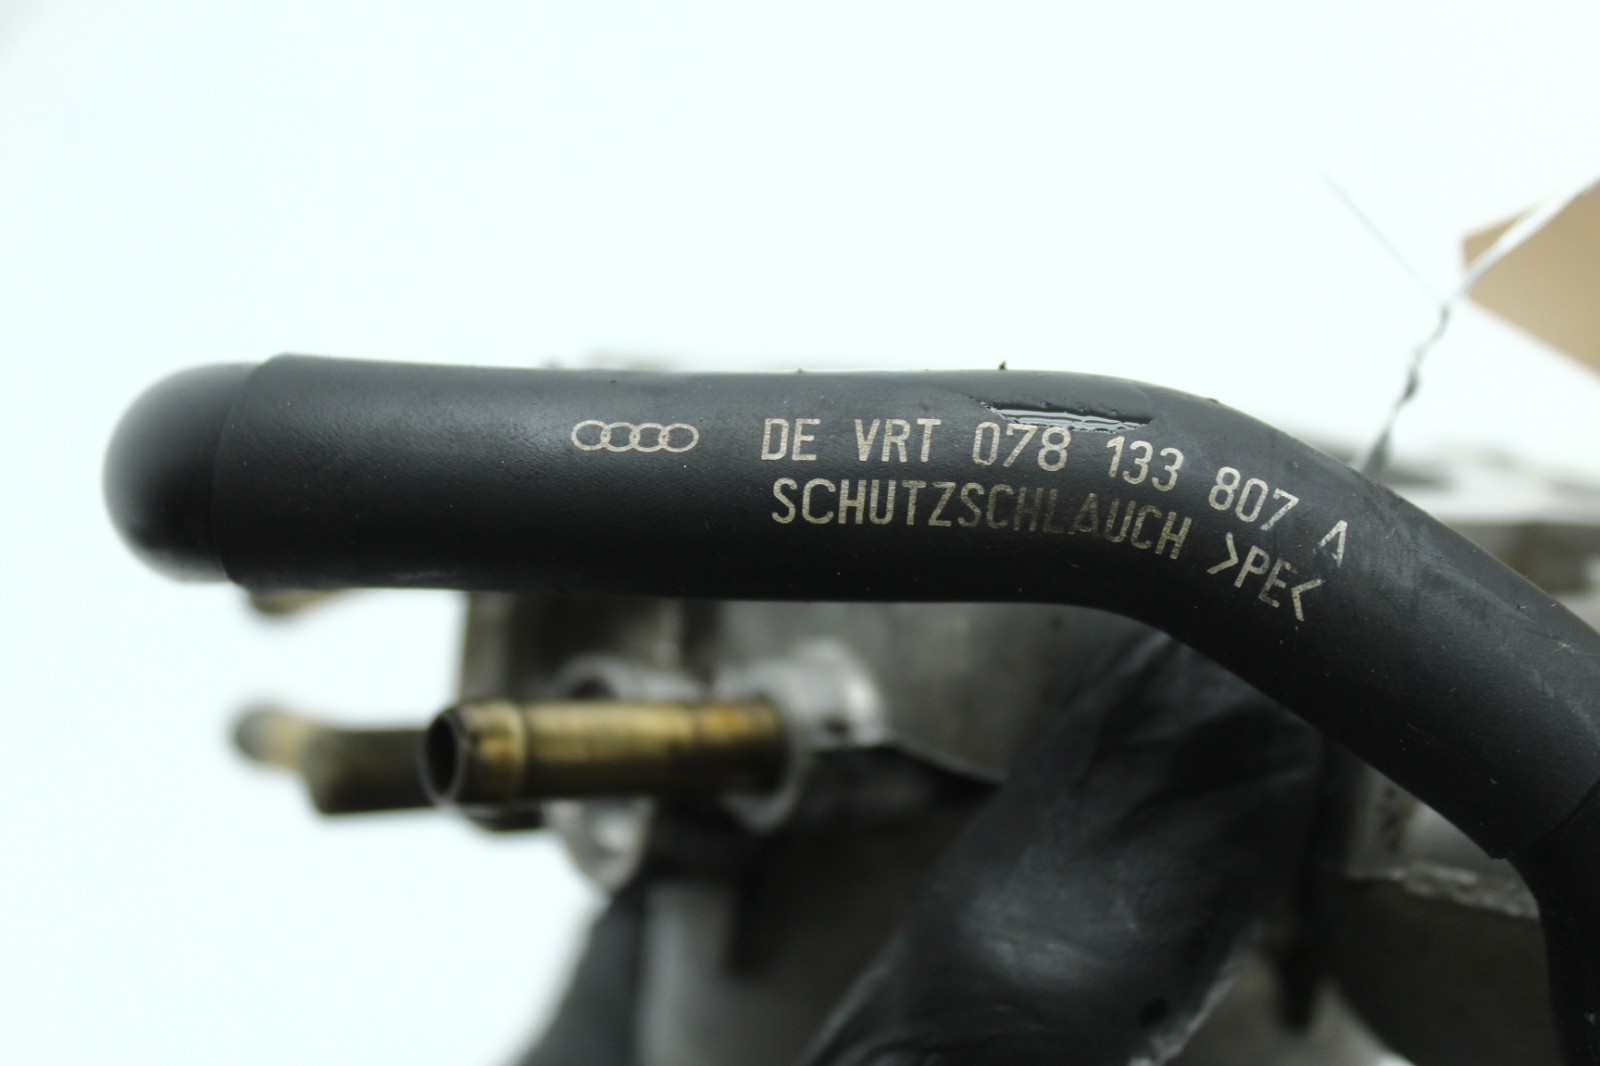 DE VRT 078 133 807 A
SCHUTZSCHLAUCH >PE<